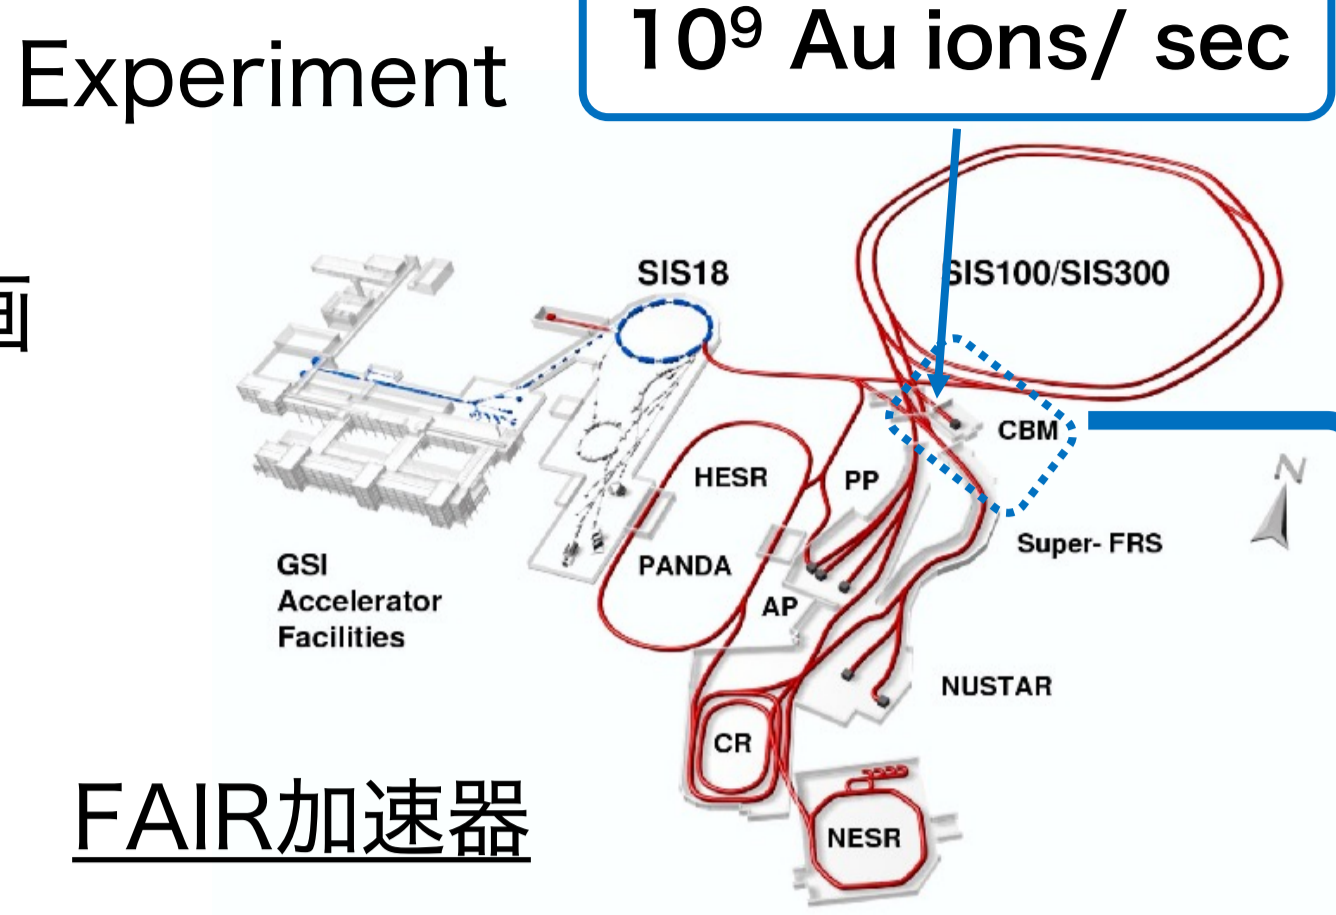 Experiment
10⁹ Au ions/ sec
画
SIS18
SIS100/SIS300
CBM
HESR
PP
N
Super- FRS
GSI
Accelerator
Facilities
PANDA
AP
NUSTAR
CR
FAIR加速器
NESR